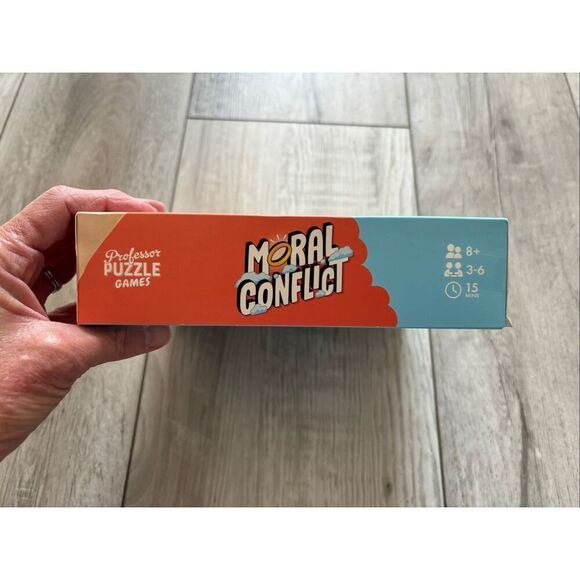 Professor
PUZZLE
GAMES
MORAL
CONFLICT
8+
3-6
15
MINS